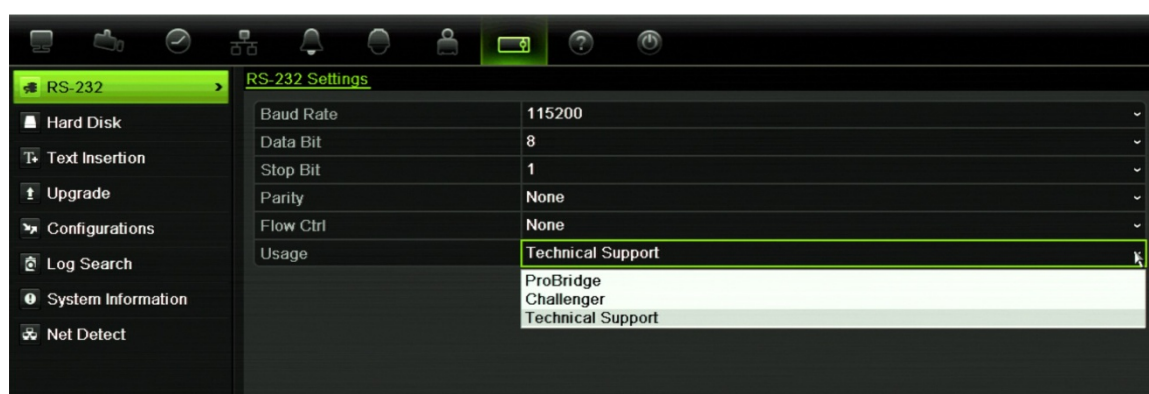 RS-232
Hard Disk
Text Insertion
Upgrade
Configurations
Log Search
System Information
Net Detect
RS-232 Settings
Baud Rate 115200
Data Bit 8
Stop Bit 1
Parity None
Flow Ctrl None
Usage Technical Support
ProBridge
Challenger
Technical Support